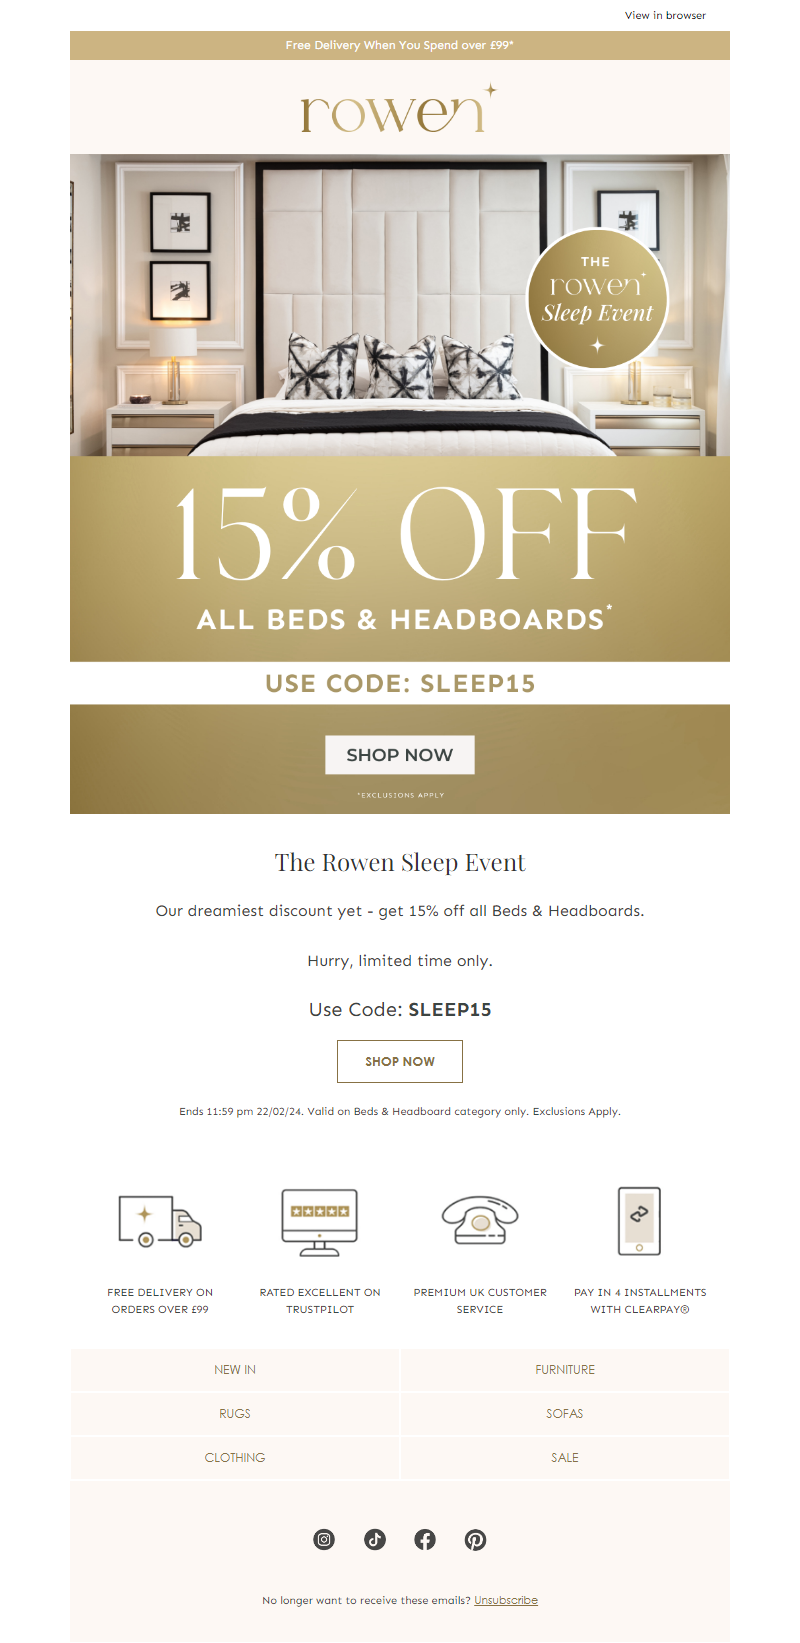 View in browser
Free Delivery When You Spend over £99*
rowen
THE
rowen
Sleep Event
15% OFF
ALL BEDS & HEADBOARDS*
USE CODE: SLEEP15
SHOP NOW
*EXCLUSIONS APPLY
The Rowen Sleep Event
Our dreamiest discount yet - get 15% off all Beds & Headboards.
Hurry, limited time only.
Use Code: SLEEP15
SHOP NOW
Ends 11:59 pm 22/02/24. Valid on Beds & Headboard category only. Exclusions Apply.
FREE DELIVERY ON
ORDERS OVER £99
RATED EXCELLENT ON
TRUSTPILOT
PREMIUM UK CUSTOMER
SERVICE
PAY IN 4 INSTALLMENTS
WITH CLEARPAY®
NEW IN
FURNITURE
RUGS
SOFAS
CLOTHING
SALE
No longer want to receive these emails? Unsubscribe